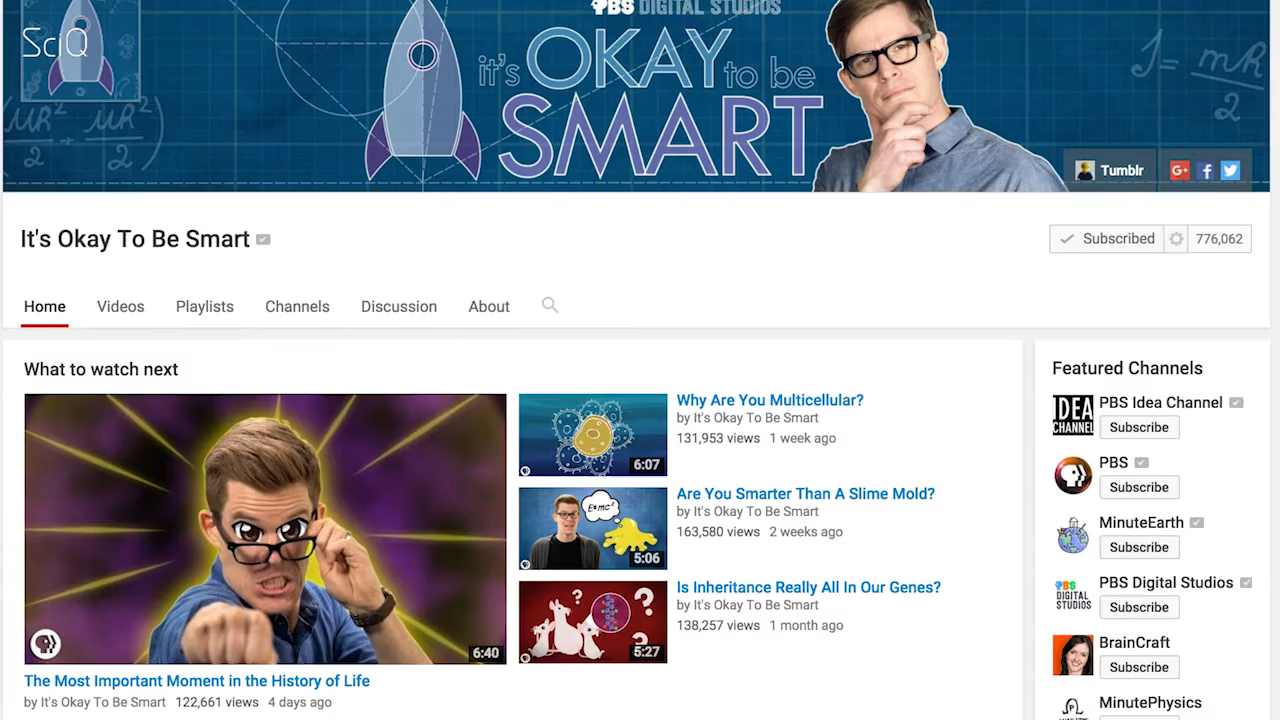 PBS DIGITAL STUDIOS
SciQ
it's OKAY to be
SMART
Tumblr
It's Okay To Be Smart
Subscribed 776,062
Home Videos Playlists Channels Discussion About
What to watch next
6:40
The Most Important Moment in the History of Life
by It's Okay To Be Smart 122,661 views 4 days ago
6:07
Why Are You Multicellular?
by It's Okay To Be Smart
131,953 views 1 week ago
E=mc²
5:06
Are You Smarter Than A Slime Mold?
by It's Okay To Be Smart
163,580 views 2 weeks ago
? ? ?
5:27
Is Inheritance Really All In Our Genes?
by It's Okay To Be Smart
138,257 views 1 month ago
Featured Channels
IDEA
CHANNEL
PBS Idea Channel
Subscribe
PBS
Subscribe
MinuteEarth
Subscribe
PBS
DIGITAL
STUDIOS
PBS Digital Studios
Subscribe
BrainCraft
Subscribe
MinutePhysics